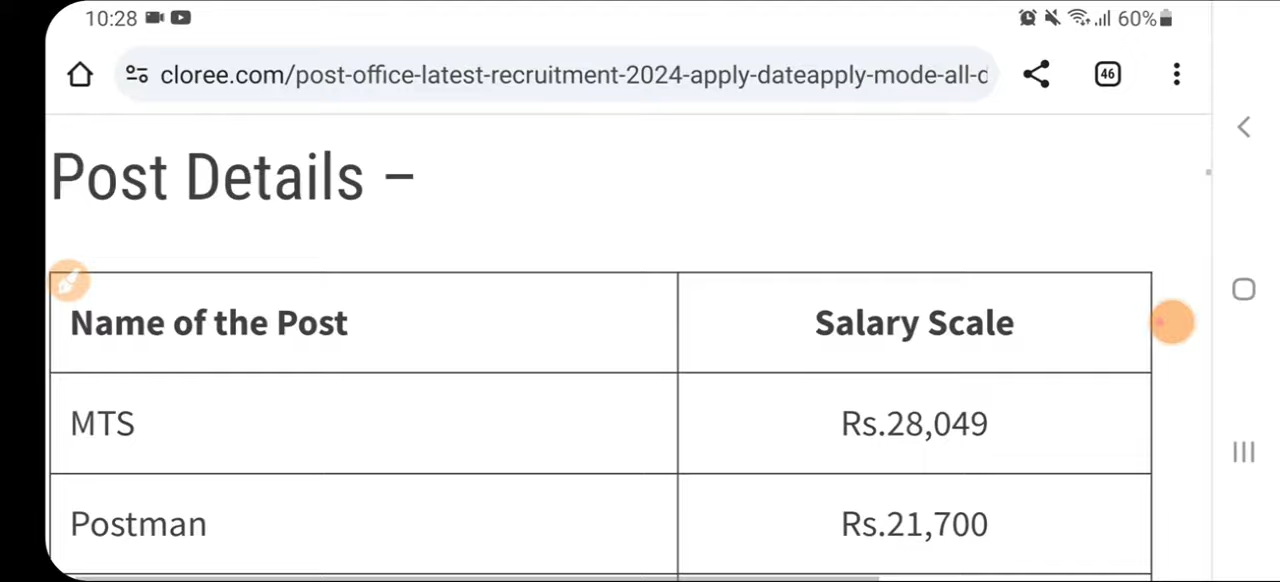 10:28 60%
cloree.com/post-office-latest-recruitment-2024-apply-dateapply-mode-all-d
46
Post Details –
Name of the Post Salary Scale
MTS Rs.28,049
Postman Rs.21,700